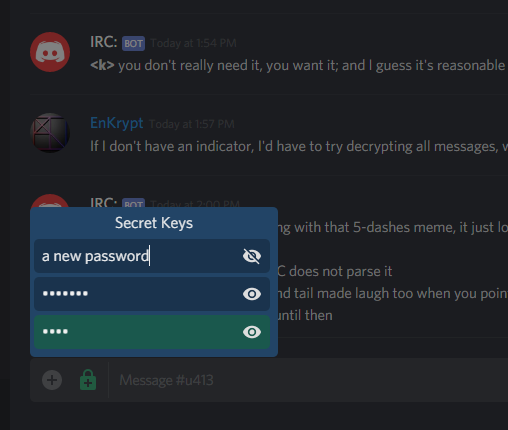 IRC: BOT Today at 1:54 PM
<k> you don't really need it, you want it; and I guess it's reasonable
EnKrypt Today at 1:57 PM
If I don't have an indicator, I'd have to try decrypting all messages,
IRC: BOT Today at 2:00 PM
Secret Keys
ng with that 5-dashes meme, it just
a new password
C does not parse it
•••••••
nd tail made laugh too when you
••••
until then
Message #u413